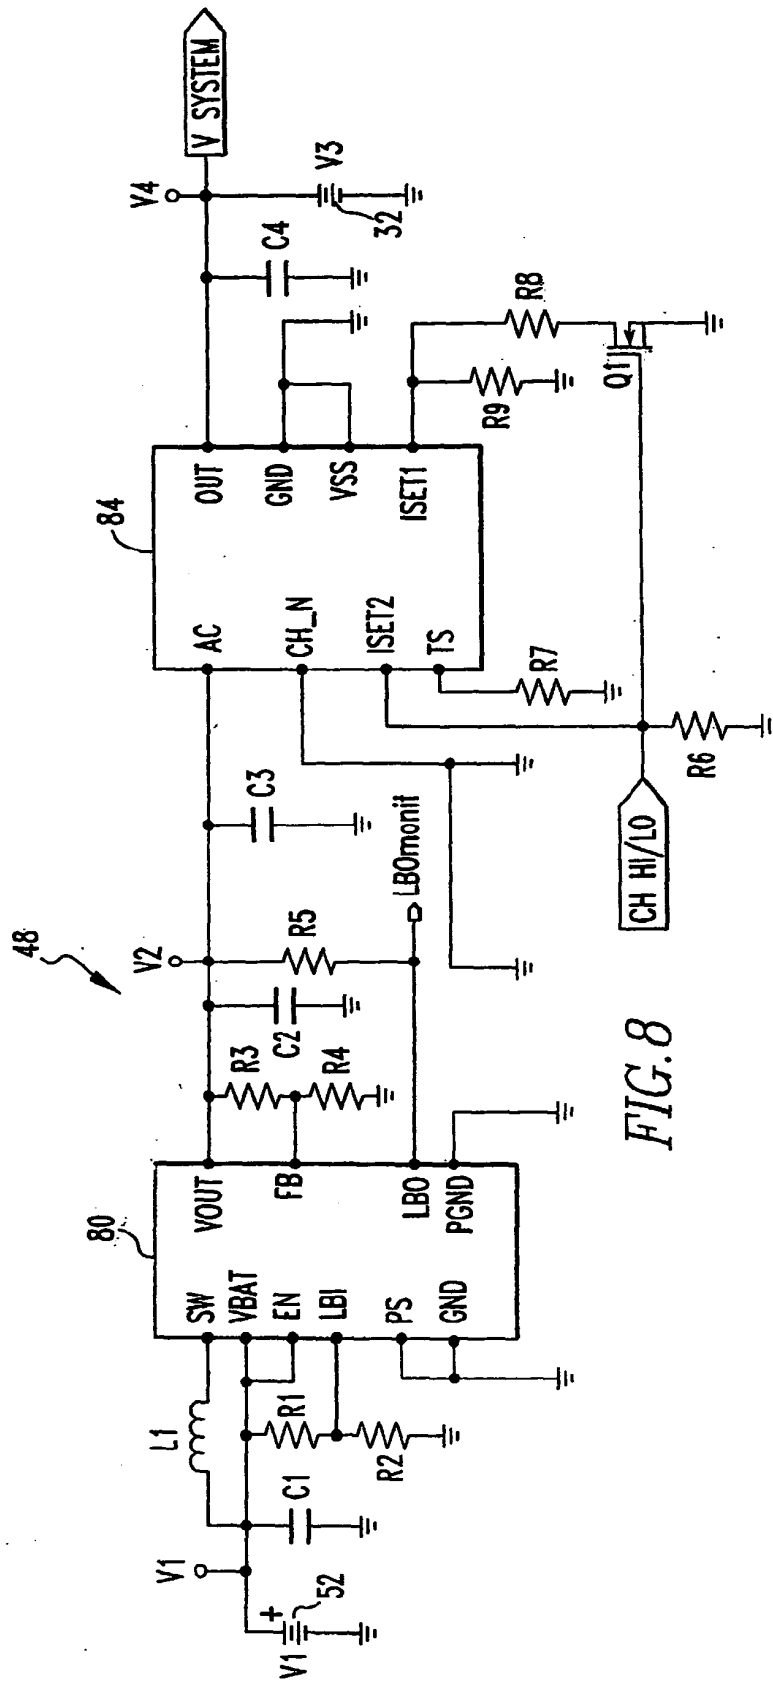 48
V1
V1
+
52
L1
C1
R1
R2
80
SW
VBAT
EN
LBI
PS
GND
VOUT
FB
LBO
PGND
R3
R4
C2
V2
R5
LBOmonit
C3
84
AC
CH_N
ISET2
TS
OUT
GND
VSS
ISET1
R7
R6
CH HI/LO
C4
V4
V3
32
V SYSTEM
R9
R8
Q1
FIG. 8